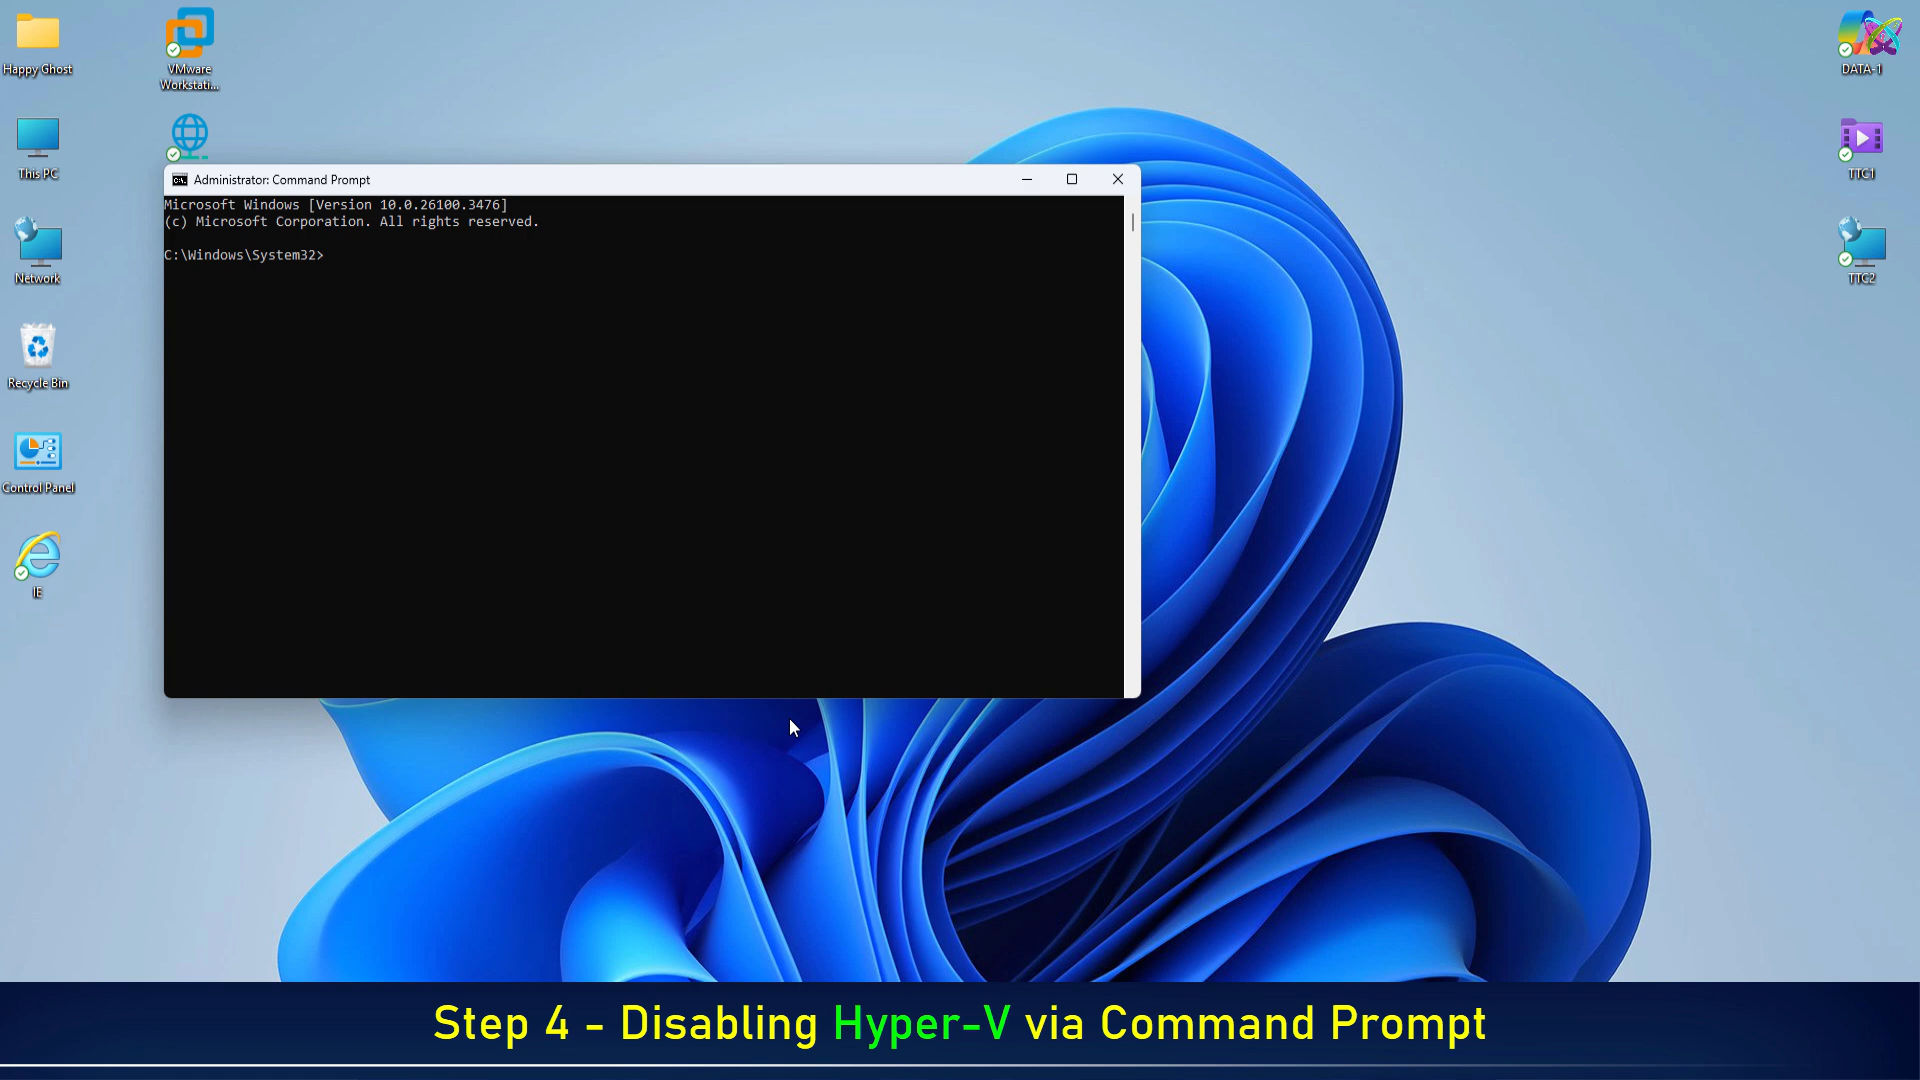 Happy Ghost
VMware
Workstati...
DATA-1
This PC
TTC1
Administrator: Command Prompt
Microsoft Windows [Version 10.0.26100.3476]
(c) Microsoft Corporation. All rights reserved.
C:\Windows\System32>
Network
TTC2
Recycle Bin
Control Panel
IE
Step 4 - Disabling Hyper-V via Command Prompt